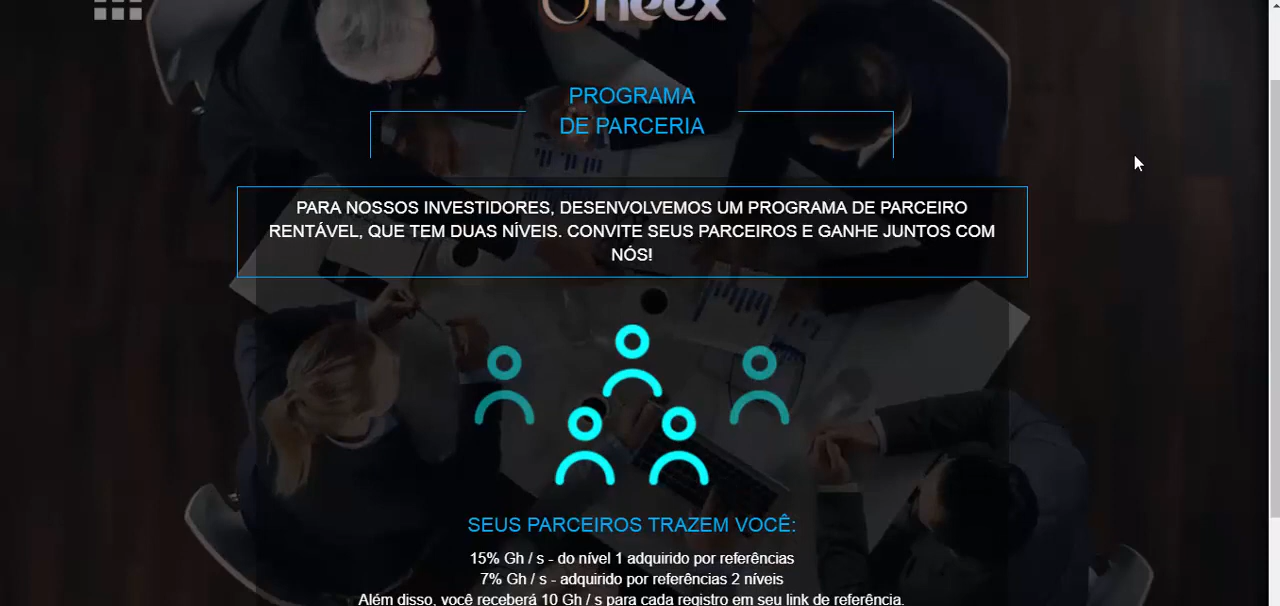 Oneex
PROGRAMA
DE PARCERIA
PARA NOSSOS INVESTIDORES, DESENVOLVEMOS UM PROGRAMA DE PARCEIRO
RENTÁVEL, QUE TEM DUAS NÍVEIS. CONVITE SEUS PARCEIROS E GANHE JUNTOS COM
NÓS!
SEUS PARCEIROS TRAZEM VOCÊ:
15% Gh / s - do nível 1 adquirido por referências
7% Gh / s - adquirido por referências 2 níveis
Além disso, você receberá 10 Gh / s para cada registro em seu link de referência.